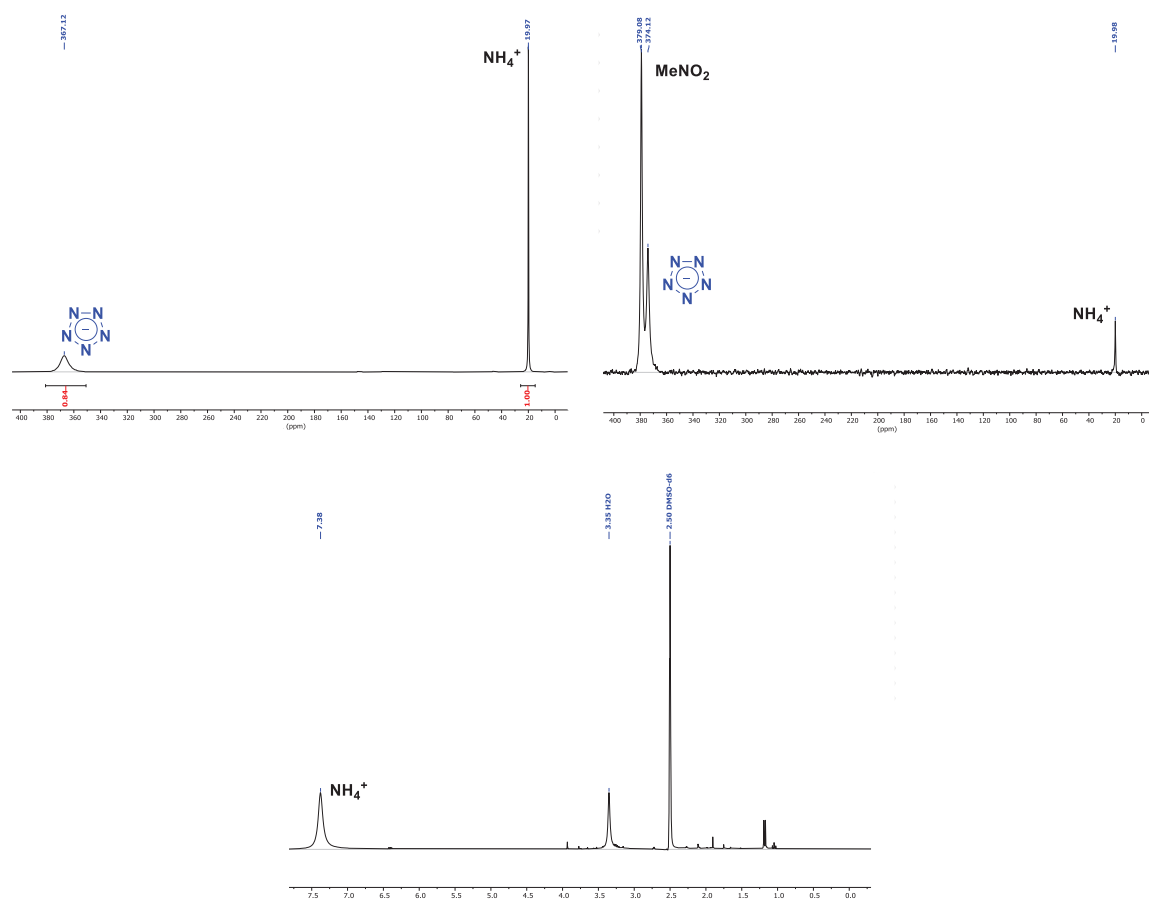 367.12
19.97
NH₄⁺
N N
N N
N
−
0.84
1.00
400 380 360 340 320 300 280 260 240 220 200 180 160 140 120 100 80 60 40 20 0
(ppm)
379.08
374.12
19.98
MeNO₂
N N
N N
N
−
NH₄⁺
400 380 360 340 320 300 280 260 240 220 200 180 160 140 120 100 80 60 40 20 0
(ppm)
7.38
3.35 H2O
2.50 DMSO-d6
NH₄⁺
7.5 7.0 6.5 6.0 5.5 5.0 4.5 4.0 3.5 3.0 2.5 2.0 1.5 1.0 0.5 0.0